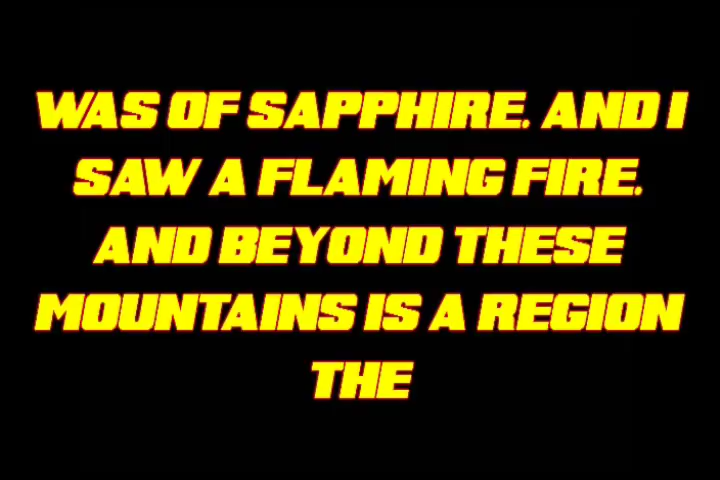 WAS OF SAPPHIRE. AND I
SAW A FLAMING FIRE.
AND BEYOND THESE
MOUNTAINS IS A REGION
THE